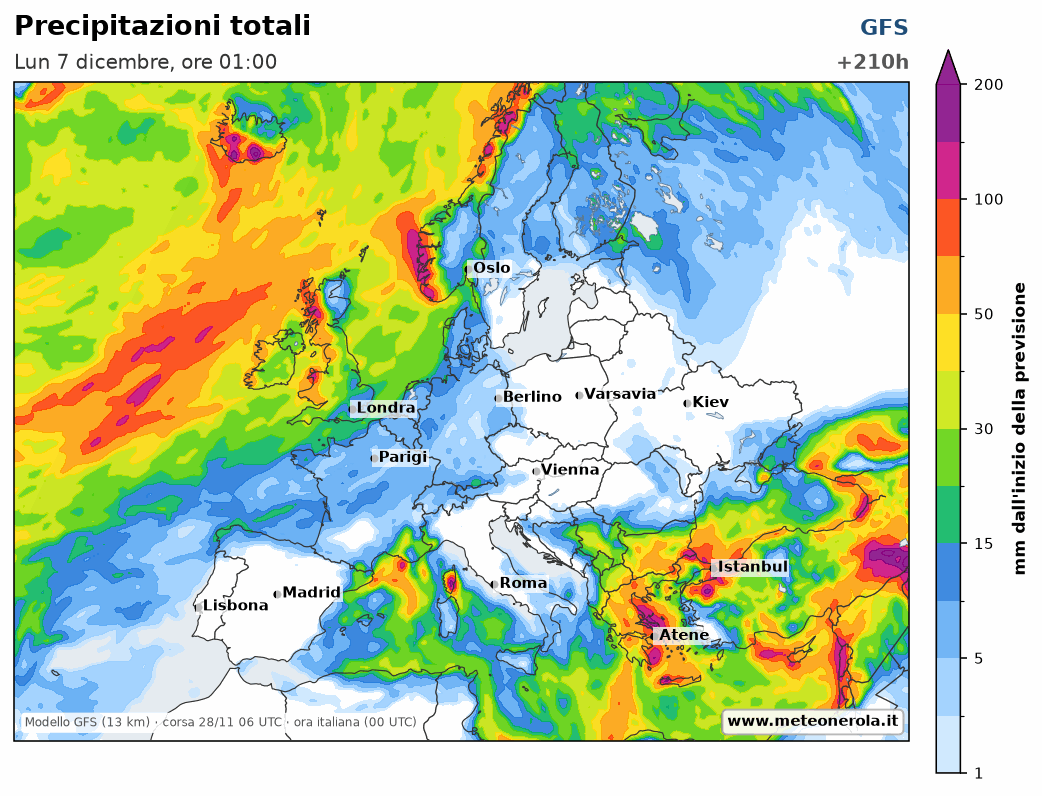 Precipitazioni totali
GFS
Lun 7 dicembre, ore 01:00
+210h
200
100
50
30
15
5
1
mm dall'inizio della previsione
Oslo
Berlino
Varsavia
Kiev
Londra
Parigi
Vienna
Istanbul
Roma
Madrid
Lisbona
Atene
Modello GFS (13 km) · corsa 28/11 06 UTC · ora italiana (00 UTC)
www.meteonerola.it